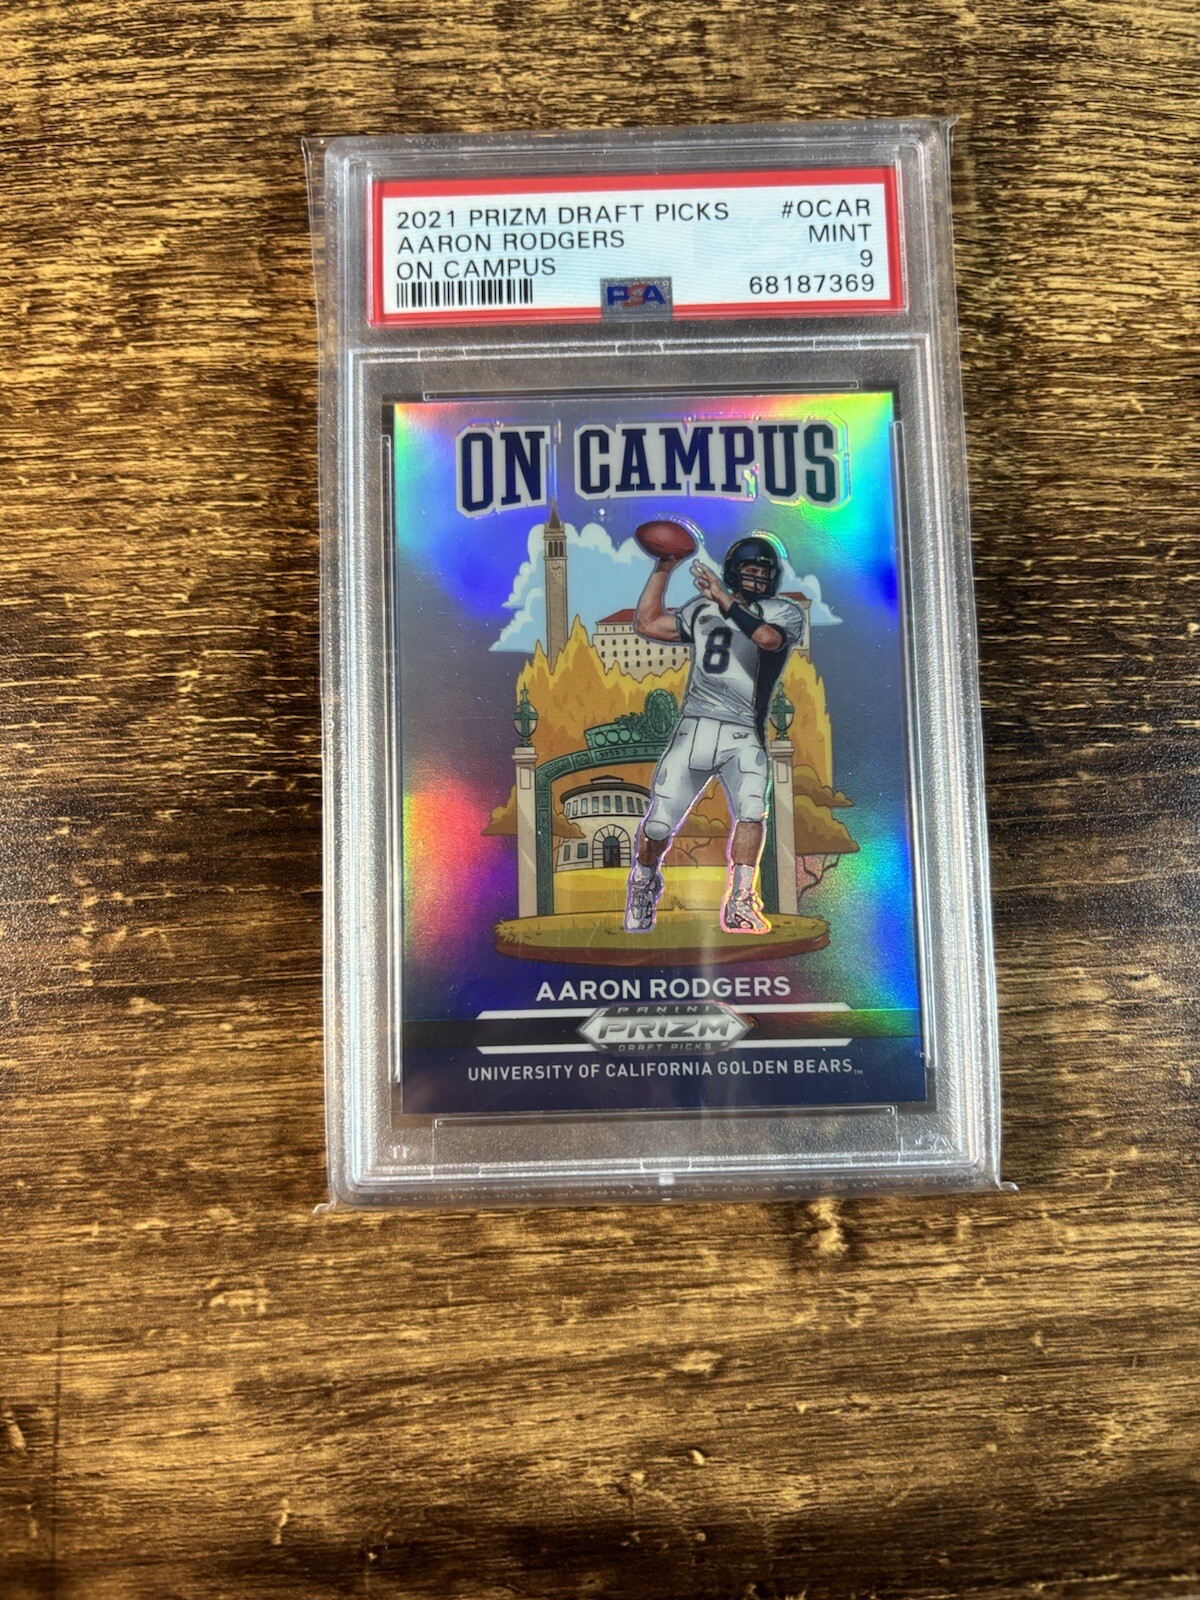 2021 PRIZM DRAFT PICKS #OCAR
AARON RODGERS MINT
ON CAMPUS 9
PSA 68187369
ON CAMPUS
8
AARON RODGERS
PANINI
PRIZM
DRAFT PICKS
UNIVERSITY OF CALIFORNIA GOLDEN BEARS™